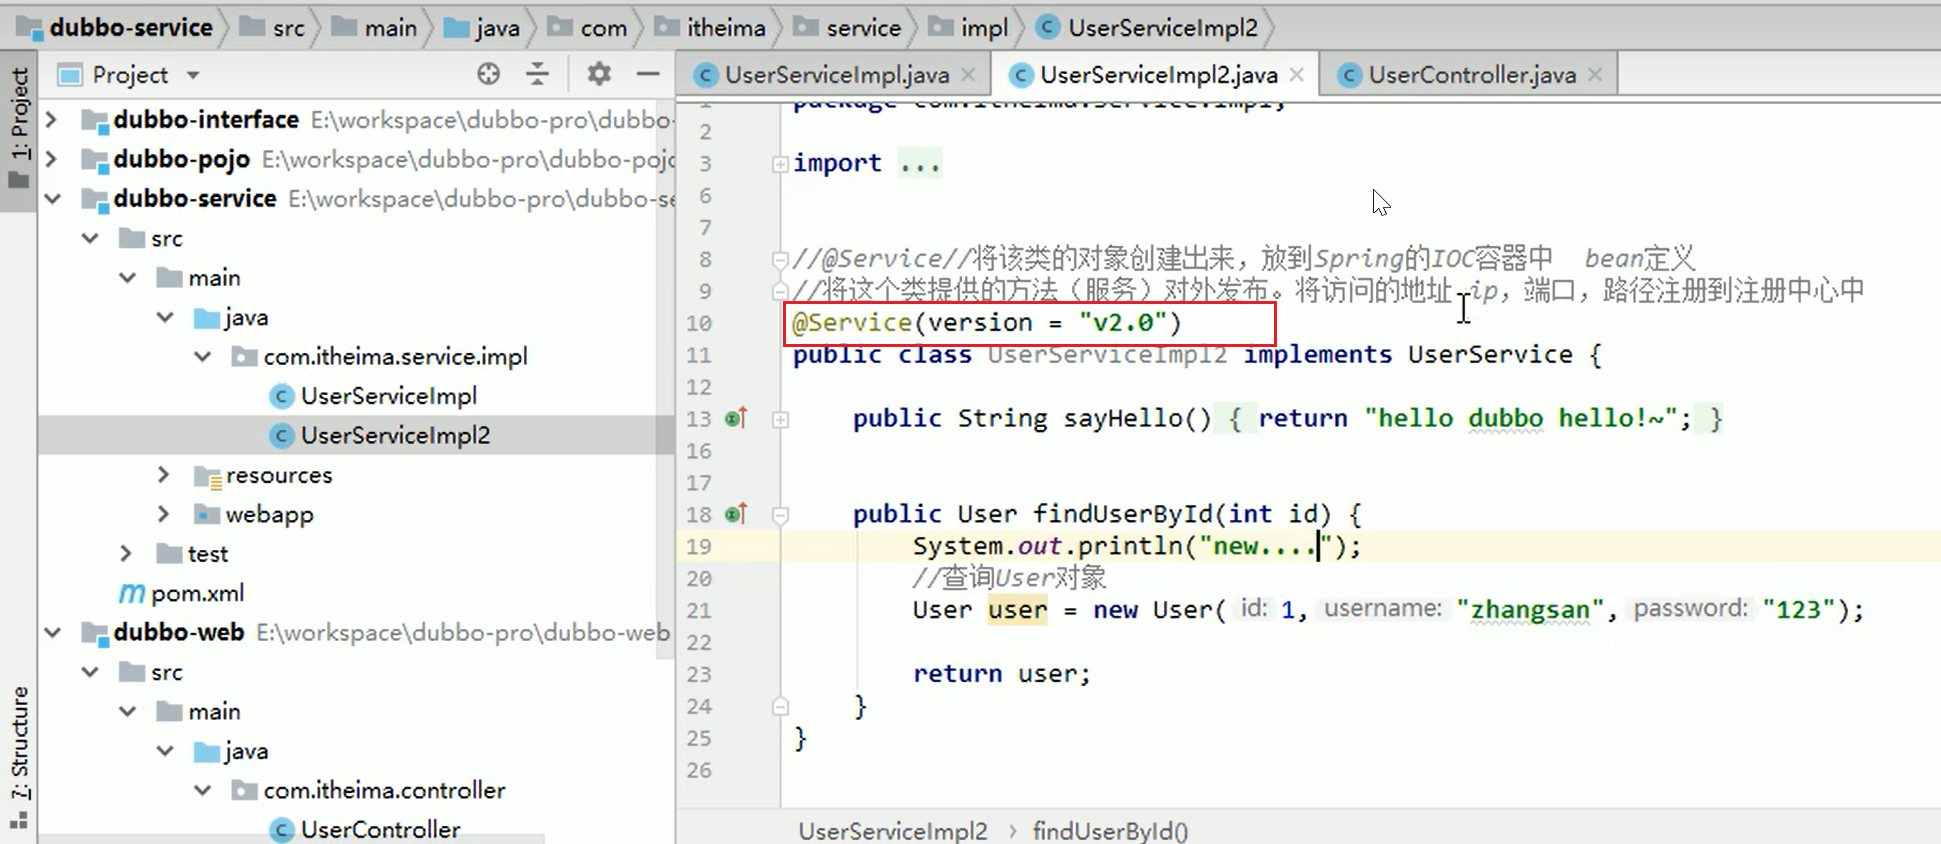 dubbo-service src main java com itheima service impl UserServiceImpl2
1: Project
Project
dubbo-interface E:\workspace\dubbo-pro\dubbo-
dubbo-pojo E:\workspace\dubbo-pro\dubbo-pojo
dubbo-service E:\workspace\dubbo-pro\dubbo-se
src
main
java
com.itheima.service.impl
UserServiceImpl
UserServiceImpl2
resources
webapp
test
pom.xml
dubbo-web E:\workspace\dubbo-pro\dubbo-web
src
main
java
com.itheima.controller
UserController
7: Structure
UserServiceImpl.java UserServiceImpl2.java UserController.java
1 package com.itheima.service.impl;
2
3 import ...
6
7
8 //@Service//将该类的对象创建出来，放到Spring的IOC容器中 bean定义
9 //将这个类提供的方法（服务）对外发布。将访问的地址 ip，端口，路径注册到注册中心中
10 @Service(version = "v2.0")
11 public class UserServiceImpl2 implements UserService {
12
13 public String sayHello() { return "hello dubbo hello!~"; }
16
17
18 public User findUserById(int id) {
19 System.out.println("new....");
20 //查询User对象
21 User user = new User( id: 1, username: "zhangsan", password: "123");
22
23 return user;
24 }
25 }
26
UserServiceImpl2 › findUserById()